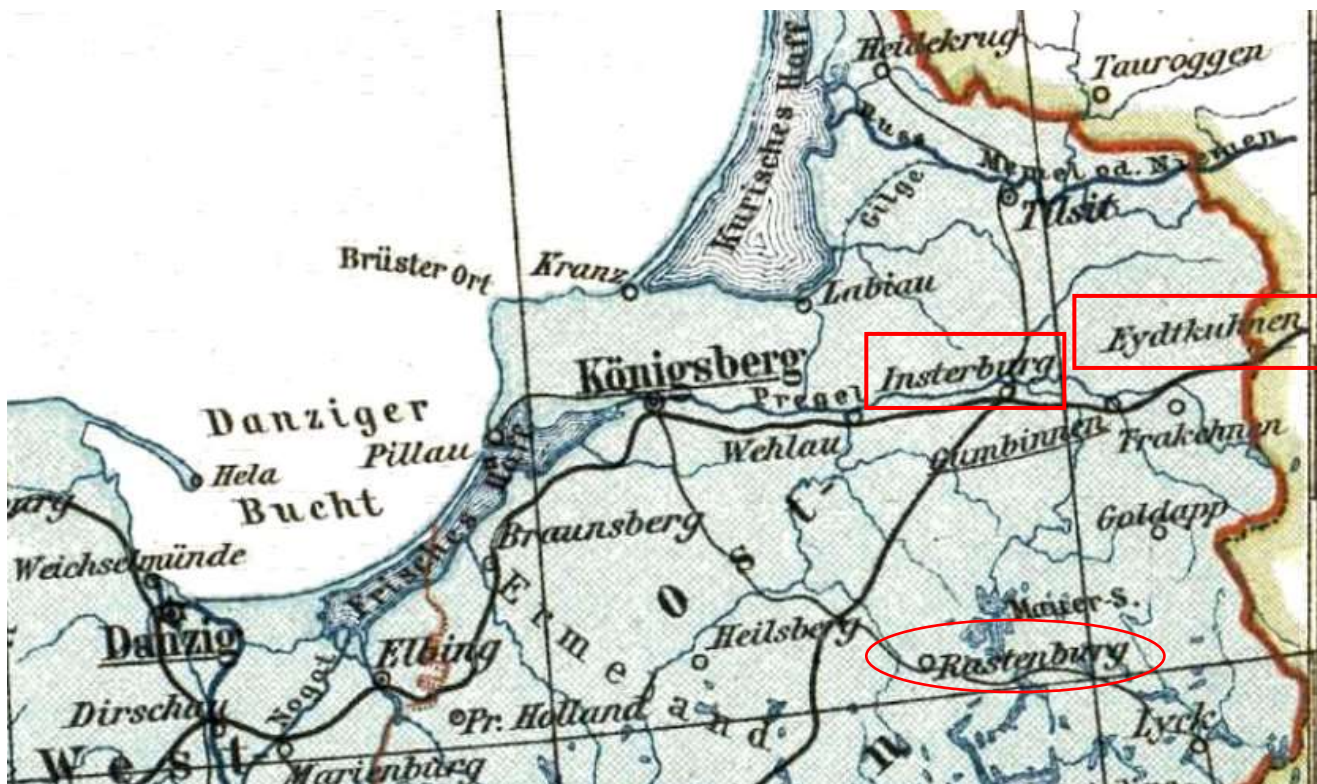 Heidekrug
Tauroggen
Kurisches Haff
Russ
Memel od. Niemen
Gilge
Tilsit
Brüster Ort
Kranz
Labiau
Eydtkuhnen
Königsberg
Insterburg
Pregel
Danziger
Bucht
Pillau
Hela
Wehlau
Gumbinnen
Trakehnen
Goldapp
Frisches Haff
Braunsberg
Weichselmünde
Danzig
Elbing
Ermeland
Ost-
Heilsberg
Mauer-S.
Rastenburg
Nogat
Dirschau
Pr. Holland
Lyck
West
Marienburg
n